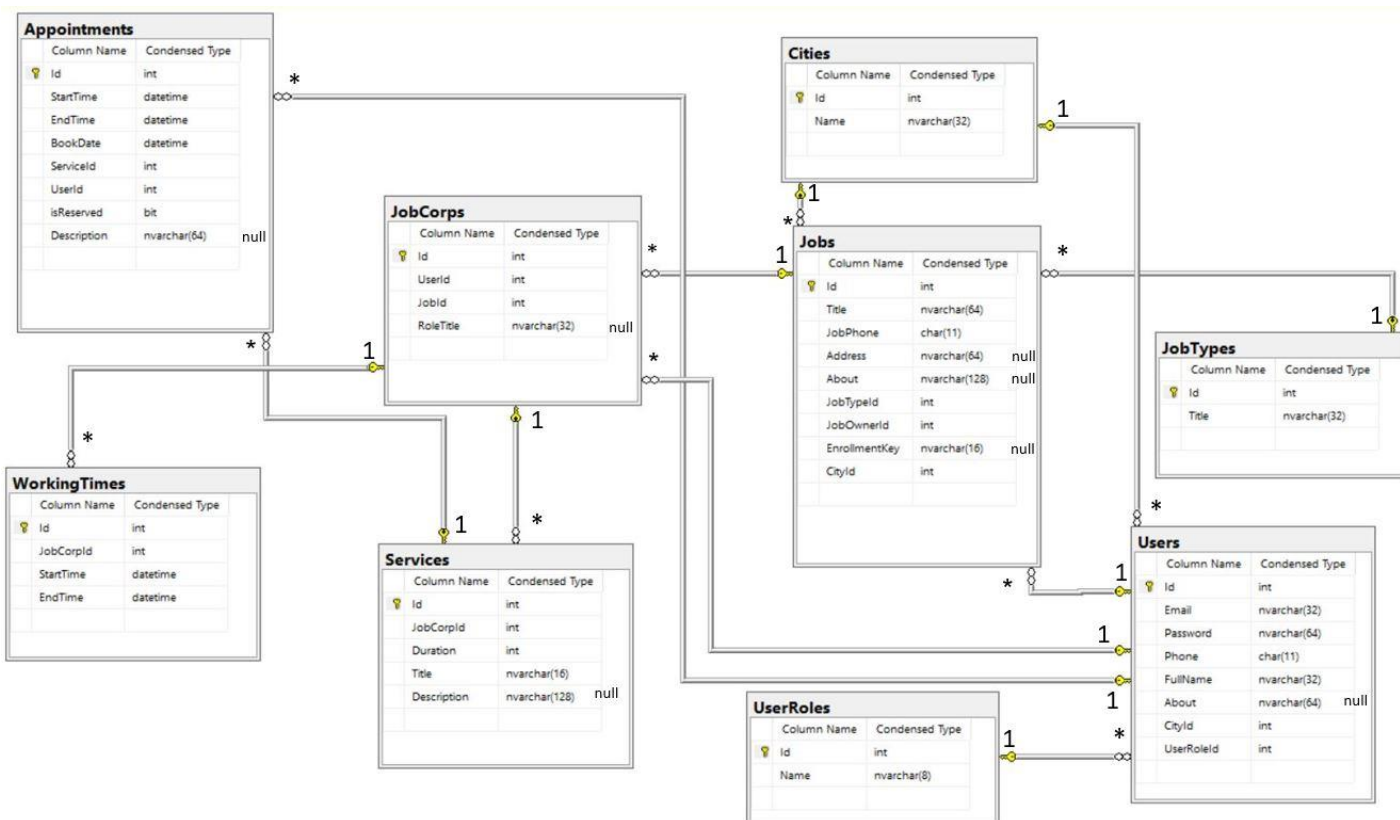 Appointments
Column Name Condensed Type
Id int
StartTime datetime
EndTime datetime
BookDate datetime
ServiceId int
UserId int
isReserved bit
Description nvarchar(64) null
*
*
Cities
Column Name Condensed Type
Id int
Name nvarchar(32)
1
1
JobCorps
Column Name Condensed Type
Id int
UserId int
JobId int
RoleTitle nvarchar(32) null
*
*
1
1
Jobs
Column Name Condensed Type
Id int
Title nvarchar(64)
JobPhone char(11)
Address nvarchar(64) null
About nvarchar(128) null
JobTypeId int
JobOwnerId int
EnrollmentKey nvarchar(16) null
CityId int
*
1
*
*
JobTypes
Column Name Condensed Type
Id int
Title nvarchar(32)
1
WorkingTimes
Column Name Condensed Type
Id int
JobCorpId int
StartTime datetime
EndTime datetime
*
Services
Column Name Condensed Type
Id int
JobCorpId int
Duration int
Title nvarchar(16)
Description nvarchar(128) null
1
*
Users
Column Name Condensed Type
Id int
Email nvarchar(32)
Password nvarchar(64)
Phone char(11)
FullName nvarchar(32)
About nvarchar(64) null
CityId int
UserRoleId int
*
1
1
1
*
UserRoles
Column Name Condensed Type
Id int
Name nvarchar(8)
1